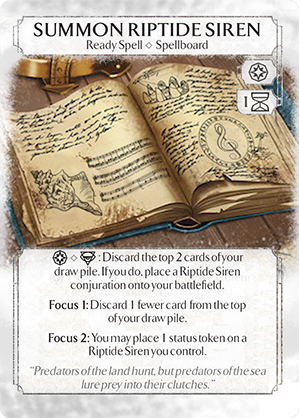 SUMMON RIPTIDE SIREN
Ready Spell ⬦ Spellboard
1
⬦ : Discard the top 2 cards of your
draw pile. If you do, place a Riptide Siren
conjuration onto your battlefield.
Focus 1: Discard 1 fewer card from the top
of your draw pile.
Focus 2: You may place 1 status token on a
Riptide Siren you control.
"Predators of the land hunt, but predators of the sea
lure prey into their clutches."